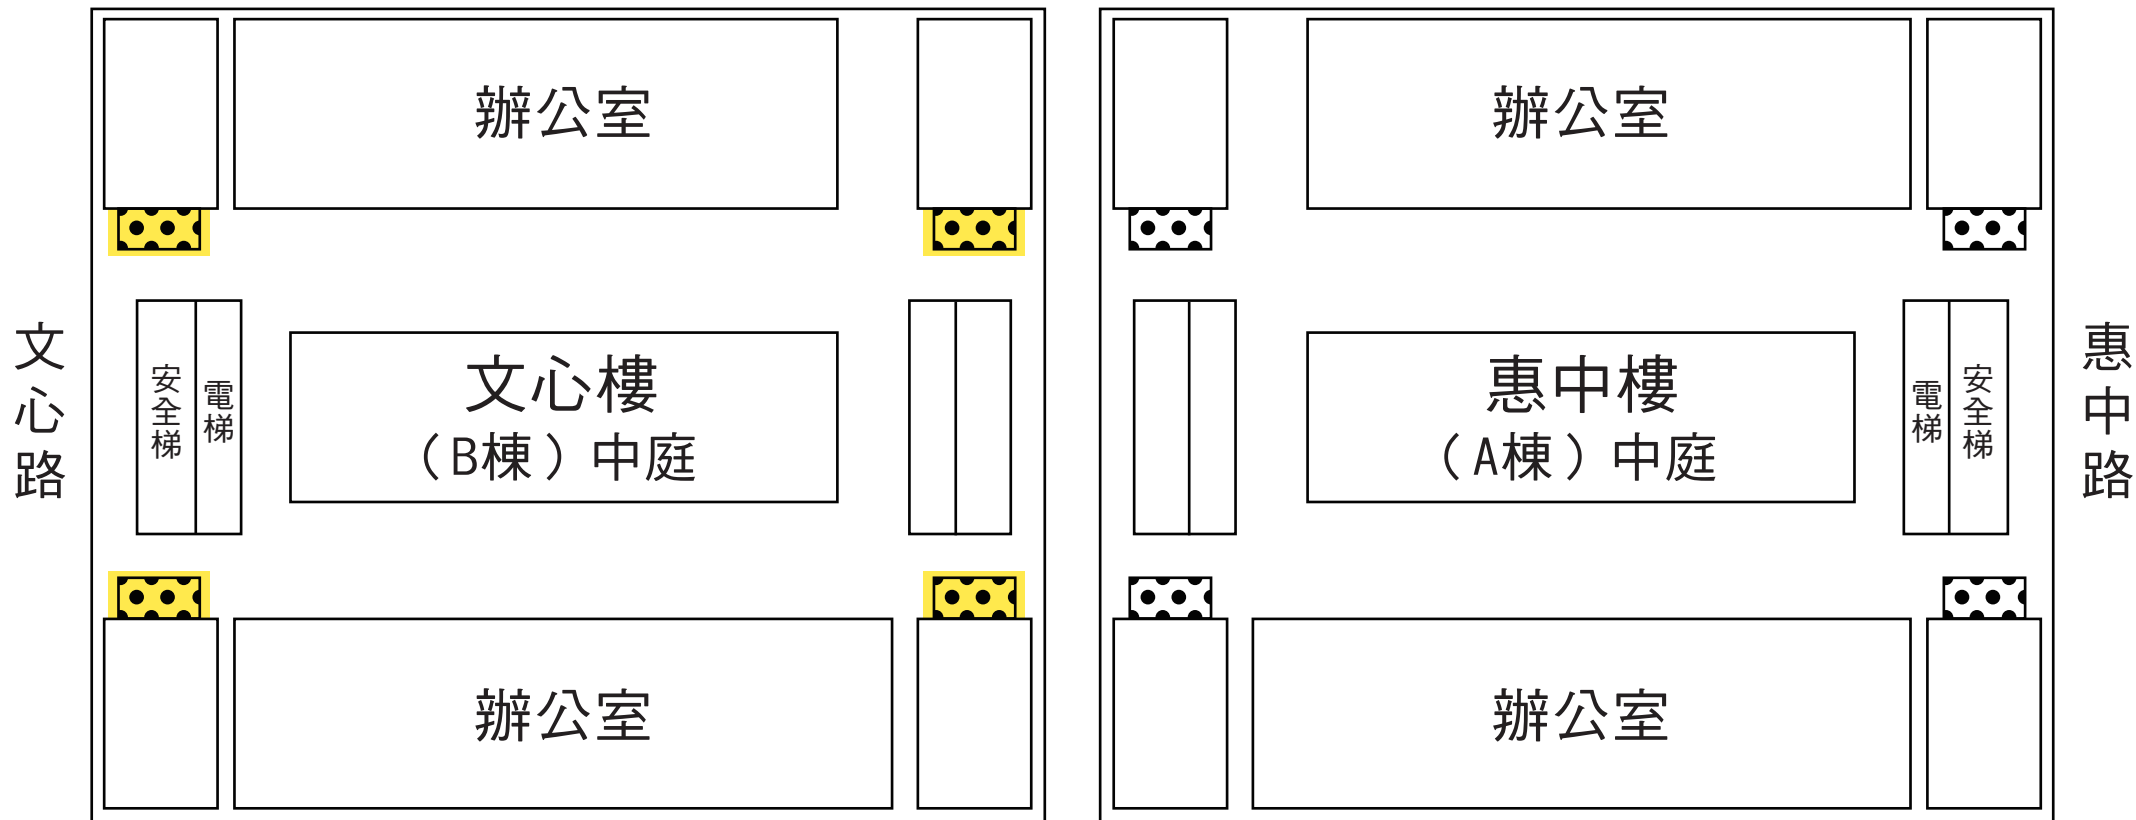 辦公室
辦公室
文心路
安全梯
電梯
文心樓
（B棟）中庭
惠中樓
（A棟）中庭
電梯
安全梯
惠中路
辦公室
辦公室